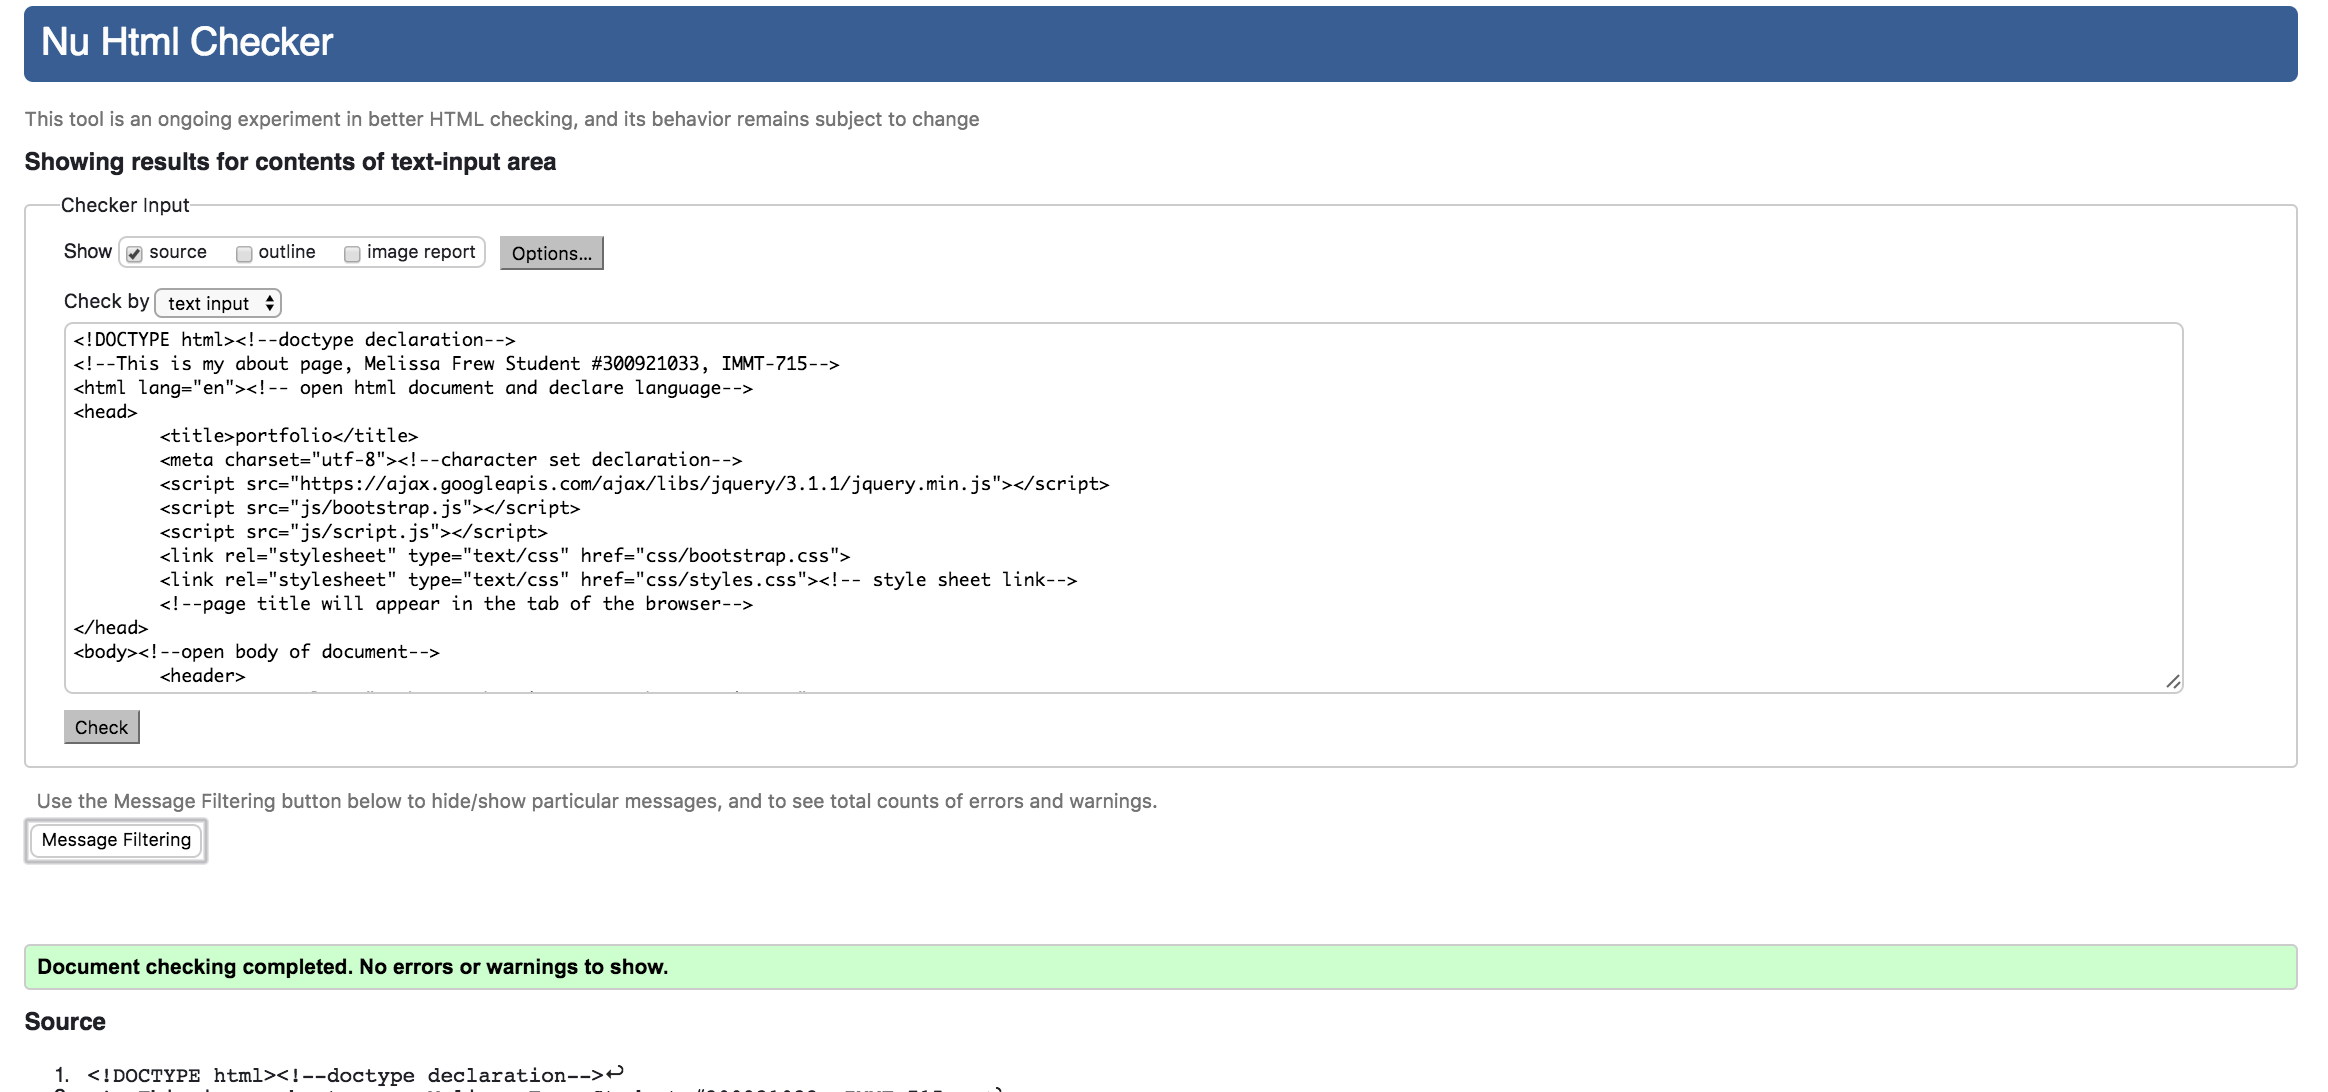 Nu Html Checker
This tool is an ongoing experiment in better HTML checking, and its behavior remains subject to change
Showing results for contents of text-input area
Checker Input
Show source outline image report Options...
Check by text input
<!DOCTYPE html><!--doctype declaration-->
<!--This is my about page, Melissa Frew Student #300921033, IMMT-715-->
<html lang="en"><!-- open html document and declare language-->
<head>
<title>portfolio</title>
<meta charset="utf-8"><!--character set declaration-->
<script src="https://ajax.googleapis.com/ajax/libs/jquery/3.1.1/jquery.min.js"></script>
<script src="js/bootstrap.js"></script>
<script src="js/script.js"></script>
<link rel="stylesheet" type="text/css" href="css/bootstrap.css">
<link rel="stylesheet" type="text/css" href="css/styles.css"><!-- style sheet link-->
<!--page title will appear in the tab of the browser-->
</head>
<body><!--open body of document-->
<header>
Check
Use the Message Filtering button below to hide/show particular messages, and to see total counts of errors and warnings.
Message Filtering
Document checking completed. No errors or warnings to show.
Source
1. <!DOCTYPE html><!--doctype declaration-->↩